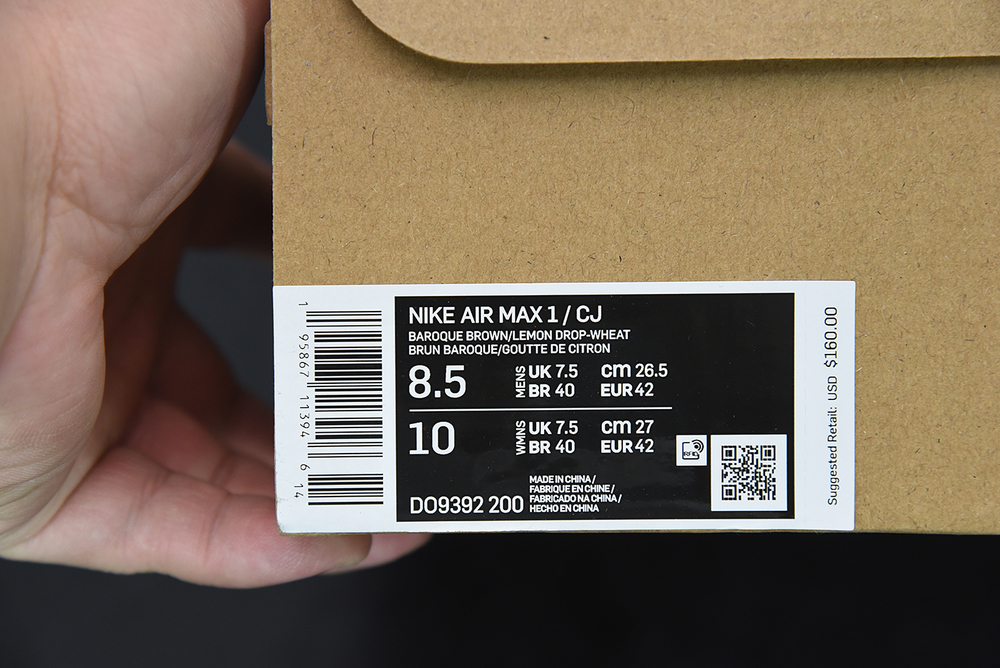 1 95867 11394 6 14
NIKE AIR MAX 1 / CJ
BAROQUE BROWN/LEMON DROP-WHEAT
BRUN BAROQUE/GOUTTE DE CITRON
8.5 MENS UK 7.5 cm 26.5
BR 40 EUR 42
10 WMNS UK 7.5 cm 27
BR 40 EUR 42
RFID
DO9392 200
MADE IN CHINA /
FABRIQUE EN CHINE /
FABRICADO NA CHINA /
HECHO EN CHINA
Suggested Retail: USD $160.00